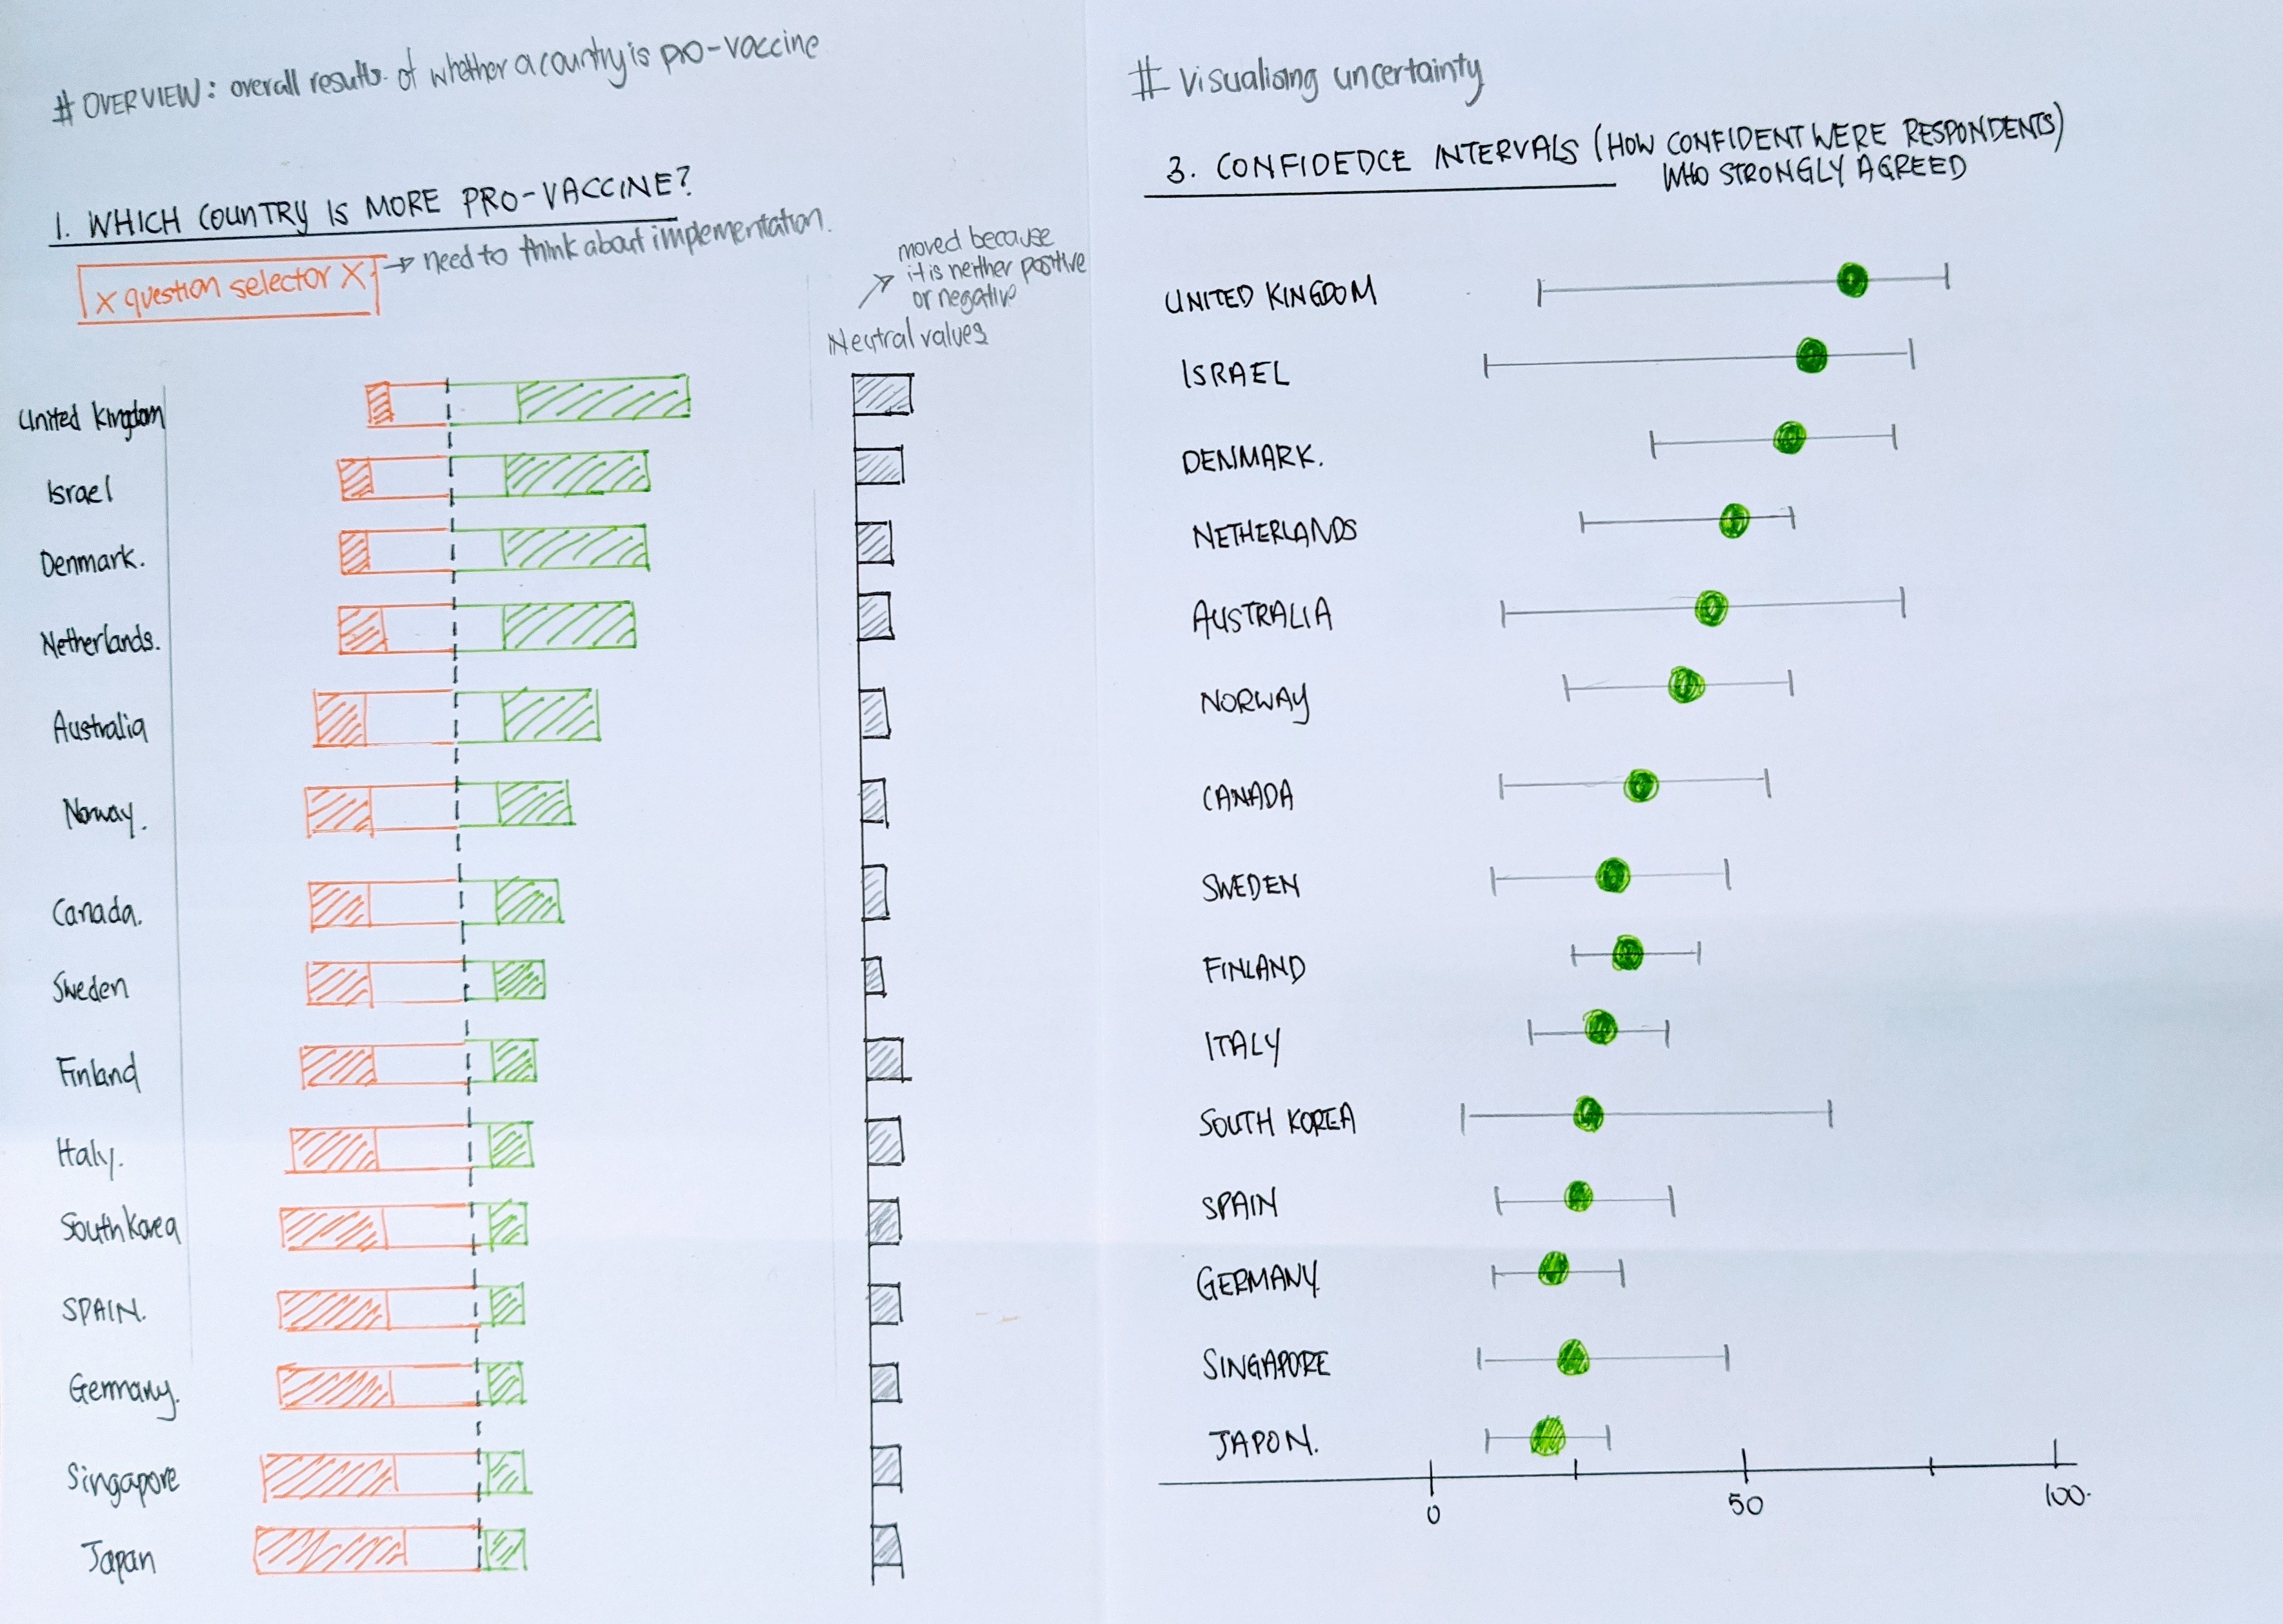 # OVERVIEW: overall results of whether a country is pro-vaccine
1. WHICH COUNTRY IS MORE PRO-VACCINE?
X question selector X
→ need to think about implementation.
moved because
it is neither positive
or negative
Neutral values
United Kingdom
Israel
Denmark.
Netherlands.
Australia
Norway.
Canada.
Sweden
Finland
Italy.
South Korea
SPAIN.
Germany.
Singapore
Japan
# Visualising uncertainty
3. CONFIDEDCE INTERVALS (HOW CONFIDENT WERE RESPONDENTS)
WHO STRONGLY AGREED
UNITED KINGDOM
ISRAEL
DENMARK.
NETHERLANDS
AUSTRALIA
NORWAY
CANADA
SWEDEN
FINLAND
ITALY
SOUTH KOREA
SPAIN
GERMANY
SINGAPORE
JAPON.
0 50 100.